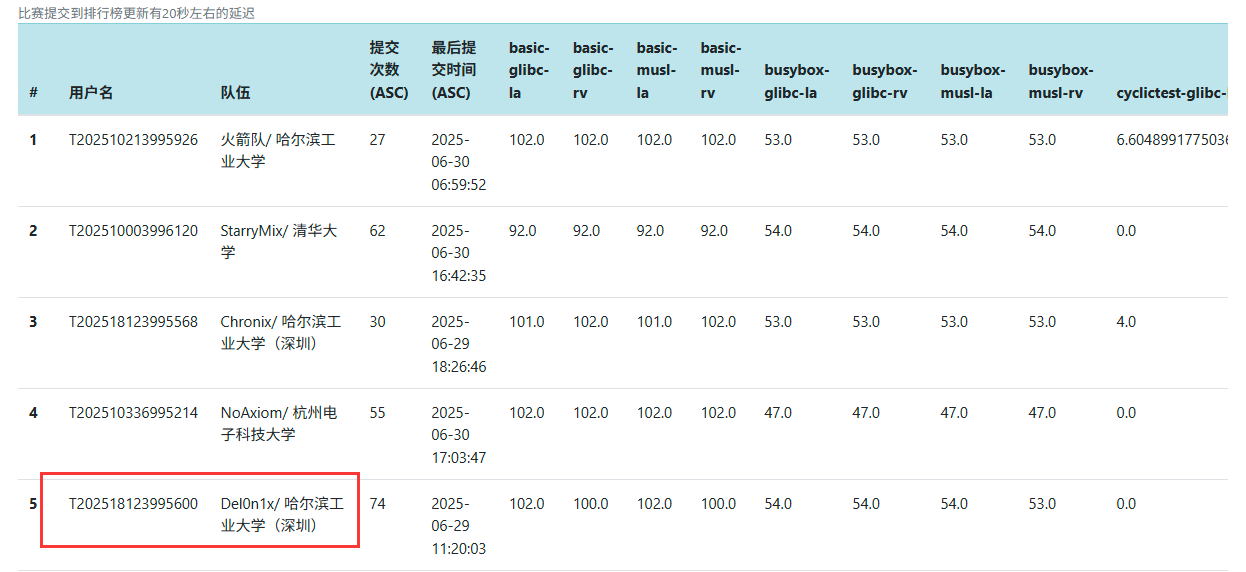 比赛提交到排行榜更新有20秒左右的延迟
# 用户名 队伍 提交次数(ASC) 最后提交时间(ASC) basic-glibc-la basic-glibc-rv basic-musl-la basic-musl-rv busybox-glibc-la busybox-glibc-rv busybox-musl-la busybox-musl-rv cyclictest-glibc-
1 T202510213995926 火箭队/ 哈尔滨工业大学 27 2025-06-30 06:59:52 102.0 102.0 102.0 102.0 53.0 53.0 53.0 53.0 6.6048991775036
2 T202510003996120 StarryMix/ 清华大学 62 2025-06-30 16:42:35 92.0 92.0 92.0 92.0 54.0 54.0 54.0 54.0 0.0
3 T202518123995568 Chronix/ 哈尔滨工业大学（深圳） 30 2025-06-29 18:26:46 101.0 102.0 101.0 102.0 53.0 53.0 53.0 53.0 4.0
4 T202510336995214 NoAxiom/ 杭州电子科技大学 55 2025-06-30 17:03:47 102.0 102.0 102.0 102.0 47.0 47.0 47.0 47.0 0.0
5 T202518123995600 Del0n1x/ 哈尔滨工业大学（深圳） 74 2025-06-29 11:20:03 102.0 100.0 102.0 100.0 54.0 54.0 54.0 53.0 0.0